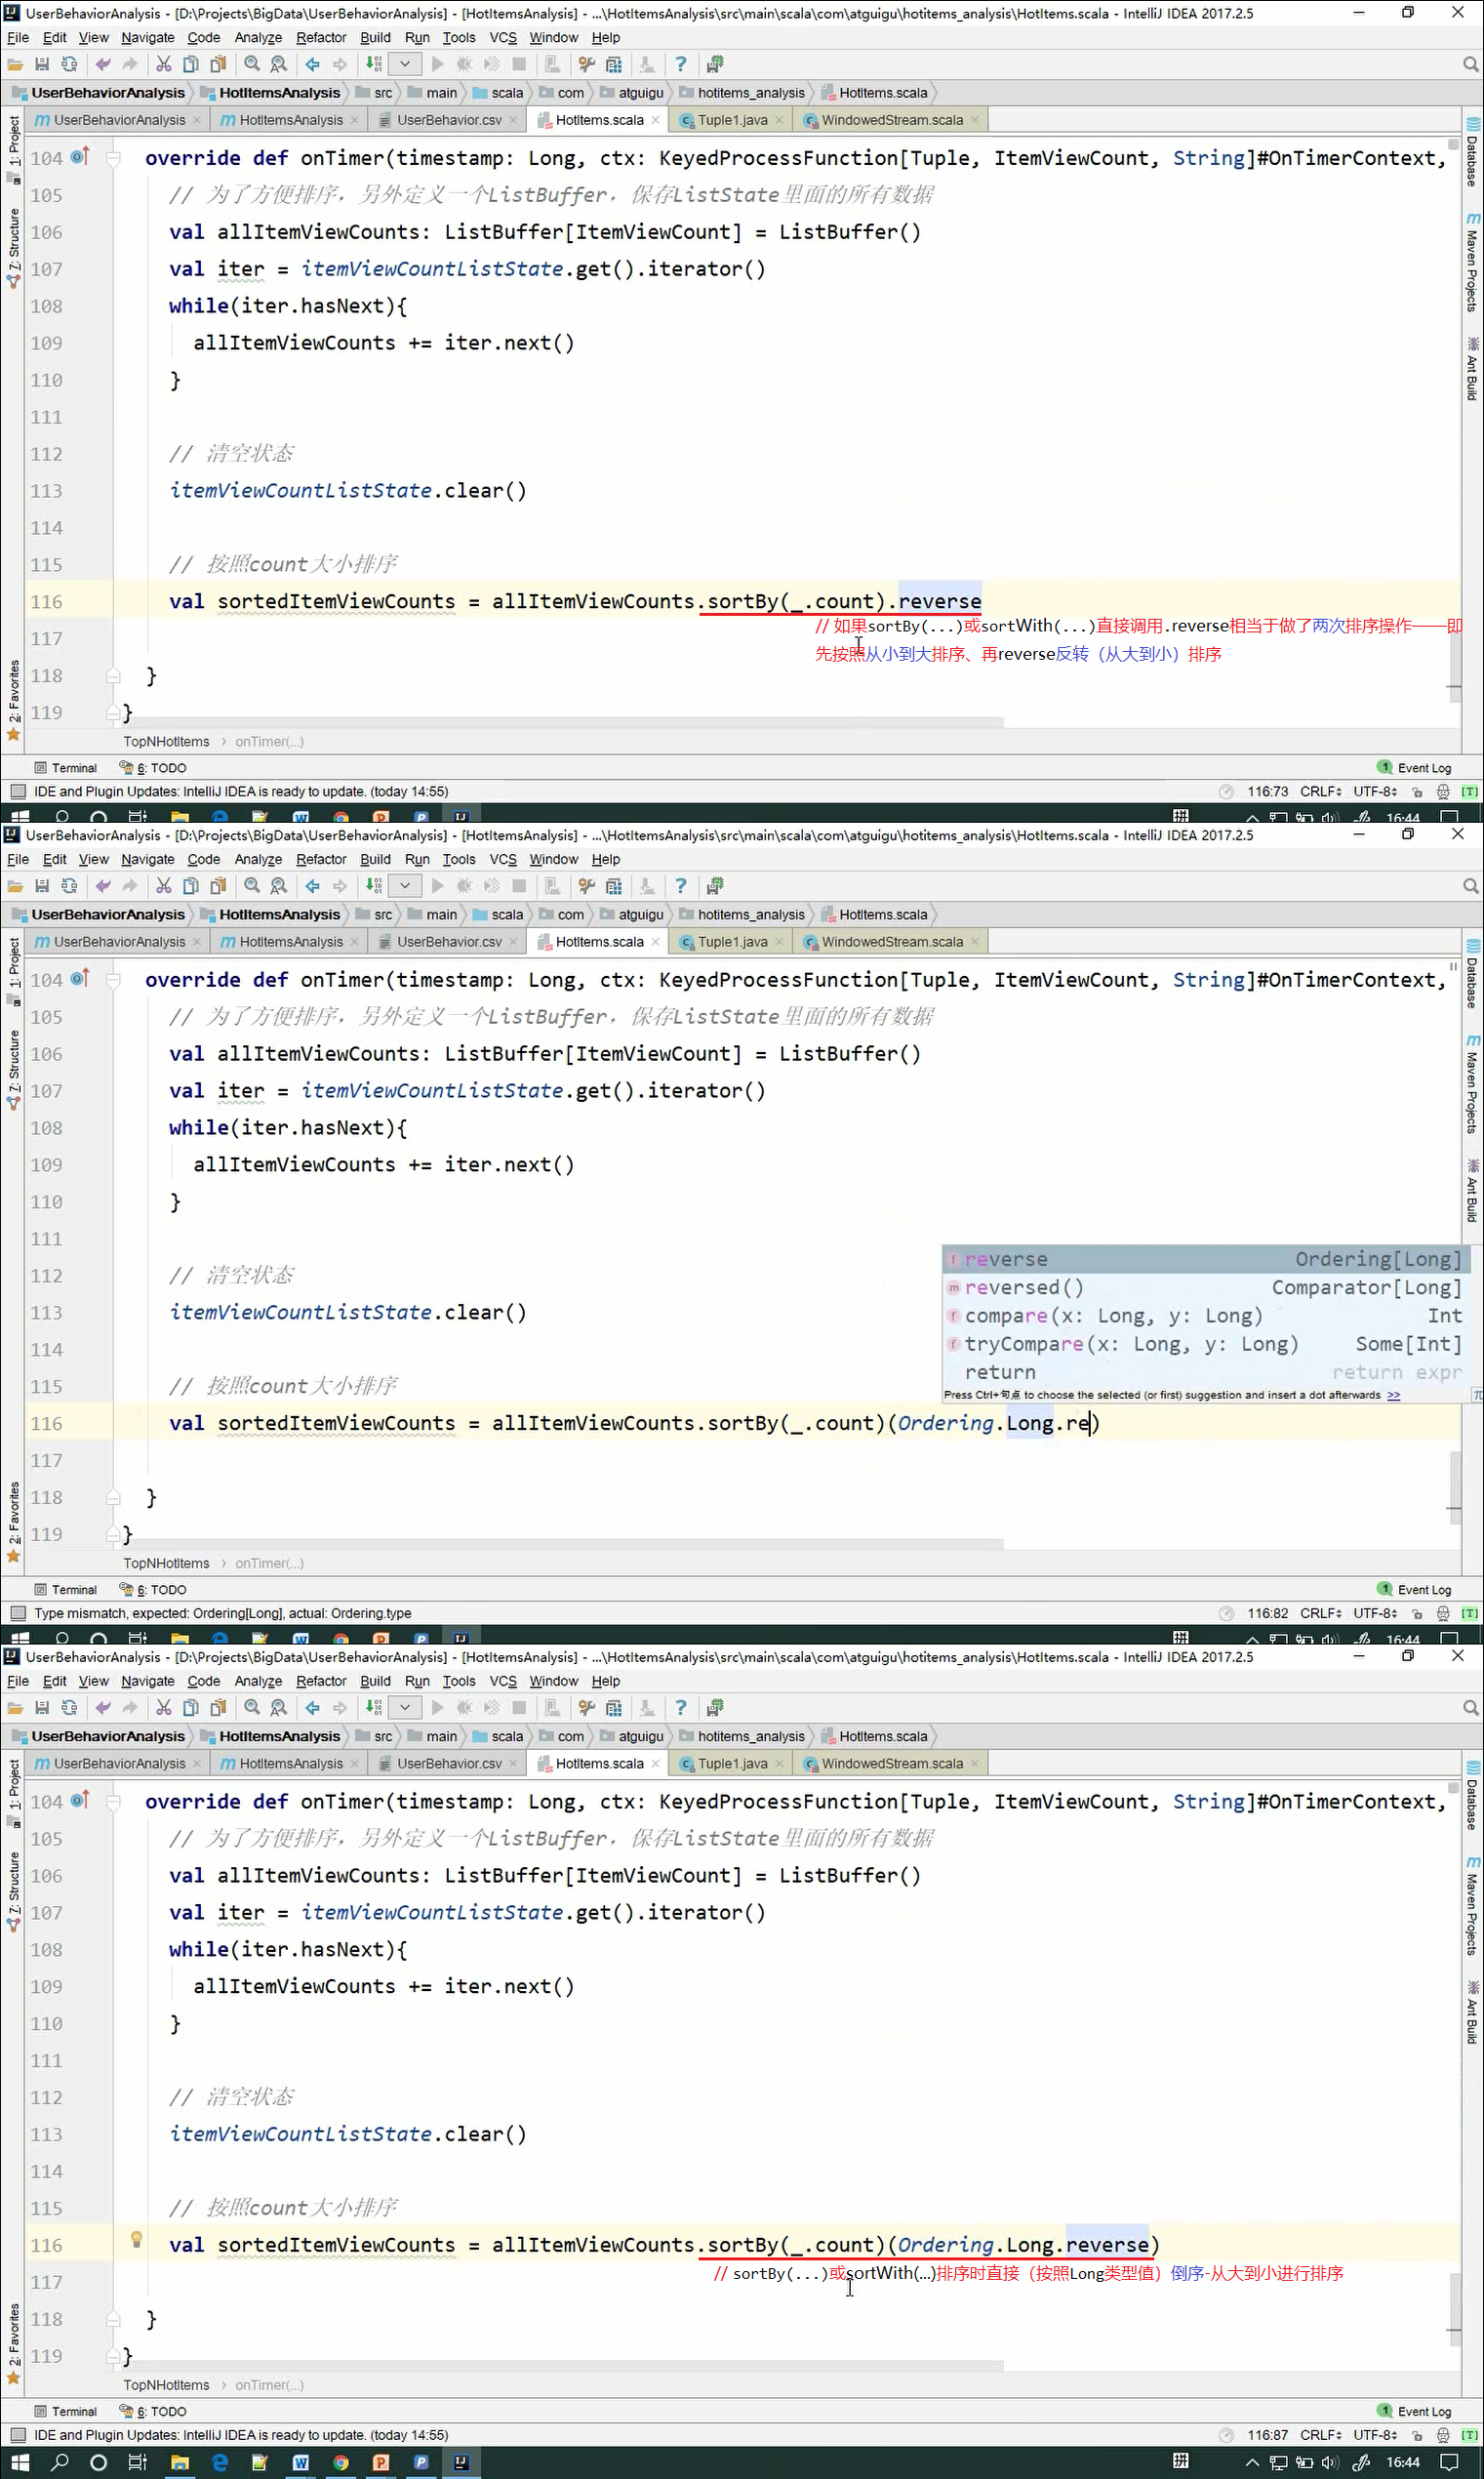 UserBehaviorAnalysis - [D:\Projects\BigData\UserBehaviorAnalysis] - [HotItemsAnalysis] - ...\HotItemsAnalysis\src\main\scala\com\atguigu\hotitems_analysis\HotItems.scala - IntelliJ IDEA 2017.2.5
File Edit View Navigate Code Analyze Refactor Build Run Tools VCS Window Help
UserBehaviorAnalysis HotItemsAnalysis src main scala com atguigu hotitems_analysis HotItems.scala
UserBehaviorAnalysis HotItemsAnalysis UserBehavior.csv HotItems.scala Tuple1.java WindowedStream.scala
1: Project
7: Structure
2: Favorites
Database
Maven Projects
Ant Build
104 override def onTimer(timestamp: Long, ctx: KeyedProcessFunction[Tuple, ItemViewCount, String]#OnTimerContext,
105 // 为了方便排序，另外定义一个ListBuffer，保存ListState里面的所有数据
106 val allItemViewCounts: ListBuffer[ItemViewCount] = ListBuffer()
107 val iter = itemViewCountListState.get().iterator()
108 while(iter.hasNext){
109 allItemViewCounts += iter.next()
110 }
111
112 // 清空状态
113 itemViewCountListState.clear()
114
115 // 按照count大小排序
116 val sortedItemViewCounts = allItemViewCounts.sortBy(_.count).reverse
// 如果sortBy(...)或sortWith(...)直接调用.reverse相当于做了两次排序操作——即
117
先按照从小到大排序、再reverse反转（从大到小）排序
118 }
119 }
TopNHotItems › onTimer(...)
Terminal 6: TODO 1 Event Log
IDE and Plugin Updates: IntelliJ IDEA is ready to update. (today 14:55) 116:73 CRLF UTF-8
16:44
UserBehaviorAnalysis - [D:\Projects\BigData\UserBehaviorAnalysis] - [HotItemsAnalysis] - ...\HotItemsAnalysis\src\main\scala\com\atguigu\hotitems_analysis\HotItems.scala - IntelliJ IDEA 2017.2.5
File Edit View Navigate Code Analyze Refactor Build Run Tools VCS Window Help
UserBehaviorAnalysis HotItemsAnalysis src main scala com atguigu hotitems_analysis HotItems.scala
UserBehaviorAnalysis HotItemsAnalysis UserBehavior.csv HotItems.scala Tuple1.java WindowedStream.scala
1: Project
7: Structure
2: Favorites
Database
Maven Projects
Ant Build
104 override def onTimer(timestamp: Long, ctx: KeyedProcessFunction[Tuple, ItemViewCount, String]#OnTimerContext,
105 // 为了方便排序，另外定义一个ListBuffer，保存ListState里面的所有数据
106 val allItemViewCounts: ListBuffer[ItemViewCount] = ListBuffer()
107 val iter = itemViewCountListState.get().iterator()
108 while(iter.hasNext){
109 allItemViewCounts += iter.next()
110 }
111
112 // 清空状态
113 itemViewCountListState.clear()
114
115 // 按照count大小排序
reverse Ordering[Long]
reversed() Comparator[Long]
compare(x: Long, y: Long) Int
tryCompare(x: Long, y: Long) Some[Int]
return return expr
Press Ctrl+句点 to choose the selected (or first) suggestion and insert a dot afterwards >>
116 val sortedItemViewCounts = allItemViewCounts.sortBy(_.count)(Ordering.Long.re)
117
118 }
119 }
TopNHotItems › onTimer(...)
Terminal 6: TODO 1 Event Log
Type mismatch, expected: Ordering[Long], actual: Ordering.type 116:82 CRLF UTF-8
16:44
UserBehaviorAnalysis - [D:\Projects\BigData\UserBehaviorAnalysis] - [HotItemsAnalysis] - ...\HotItemsAnalysis\src\main\scala\com\atguigu\hotitems_analysis\HotItems.scala - IntelliJ IDEA 2017.2.5
File Edit View Navigate Code Analyze Refactor Build Run Tools VCS Window Help
UserBehaviorAnalysis HotItemsAnalysis src main scala com atguigu hotitems_analysis HotItems.scala
UserBehaviorAnalysis HotItemsAnalysis UserBehavior.csv HotItems.scala Tuple1.java WindowedStream.scala
1: Project
7: Structure
2: Favorites
Database
Maven Projects
Ant Build
104 override def onTimer(timestamp: Long, ctx: KeyedProcessFunction[Tuple, ItemViewCount, String]#OnTimerContext,
105 // 为了方便排序，另外定义一个ListBuffer，保存ListState里面的所有数据
106 val allItemViewCounts: ListBuffer[ItemViewCount] = ListBuffer()
107 val iter = itemViewCountListState.get().iterator()
108 while(iter.hasNext){
109 allItemViewCounts += iter.next()
110 }
111
112 // 清空状态
113 itemViewCountListState.clear()
114
115 // 按照count大小排序
116 val sortedItemViewCounts = allItemViewCounts.sortBy(_.count)(Ordering.Long.reverse)
117 // sortBy(...)或sortWith(...)排序时直接（按照Long类型值）倒序-从大到小进行排序
118 }
119 }
TopNHotItems › onTimer(...)
Terminal 6: TODO 1 Event Log
IDE and Plugin Updates: IntelliJ IDEA is ready to update. (today 14:55) 116:87 CRLF UTF-8
16:44